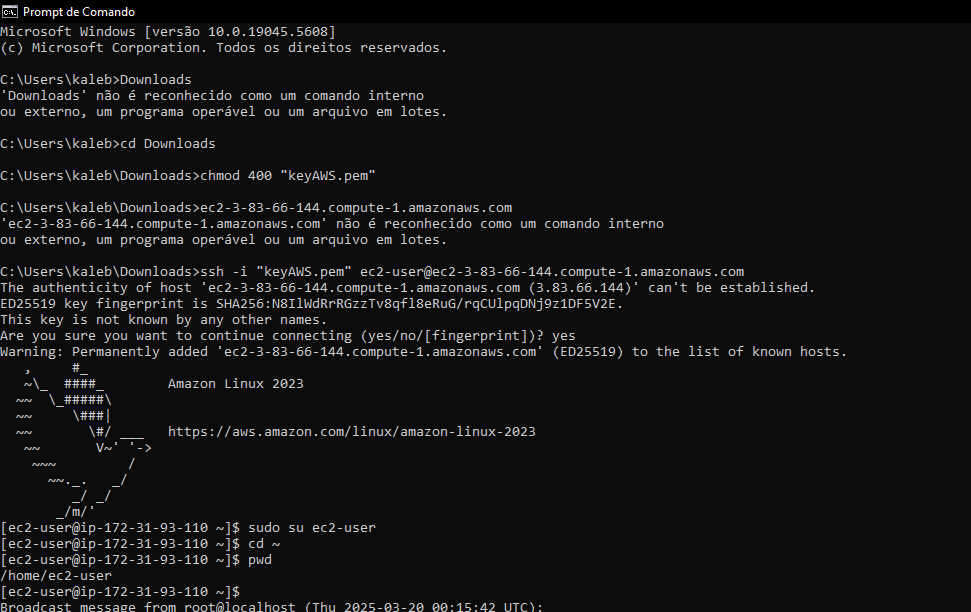 Prompt de Comando
Microsoft Windows [versão 10.0.19045.5608]
(c) Microsoft Corporation. Todos os direitos reservados.
C:\Users\kaleb>Downloads
'Downloads' não é reconhecido como um comando interno
ou externo, um programa operável ou um arquivo em lotes.
C:\Users\kaleb>cd Downloads
C:\Users\kaleb\Downloads>chmod 400 "keyAWS.pem"
C:\Users\kaleb\Downloads>ec2-3-83-66-144.compute-1.amazonaws.com
'ec2-3-83-66-144.compute-1.amazonaws.com' não é reconhecido como um comando interno
ou externo, um programa operável ou um arquivo em lotes.
C:\Users\kaleb\Downloads>ssh -i "keyAWS.pem" ec2-user@ec2-3-83-66-144.compute-1.amazonaws.com
The authenticity of host 'ec2-3-83-66-144.compute-1.amazonaws.com (3.83.66.144)' can't be established.
ED25519 key fingerprint is SHA256:N8IlWdRrRGzzTv8qfl8eRuG/rqCUlpqDNj9z1DF5V2E.
This key is not known by any other names.
Are you sure you want to continue connecting (yes/no/[fingerprint])? yes
Warning: Permanently added 'ec2-3-83-66-144.compute-1.amazonaws.com' (ED25519) to the list of known hosts.
   ,     #_
   ~\_  ####_        Amazon Linux 2023
  ~~  \_#####\
  ~~     \###|
  ~~       \#/ ___   https://aws.amazon.com/linux/amazon-linux-2023
   ~~       V~' '->
    ~~~         /
      ~~._.   _/
         _/ _/
       _/m/'
[ec2-user@ip-172-31-93-110 ~]$ sudo su ec2-user
[ec2-user@ip-172-31-93-110 ~]$ cd ~
[ec2-user@ip-172-31-93-110 ~]$ pwd
/home/ec2-user
[ec2-user@ip-172-31-93-110 ~]$
Broadcast message from root@localhost (Thu 2025-03-20 00:15:42 UTC):